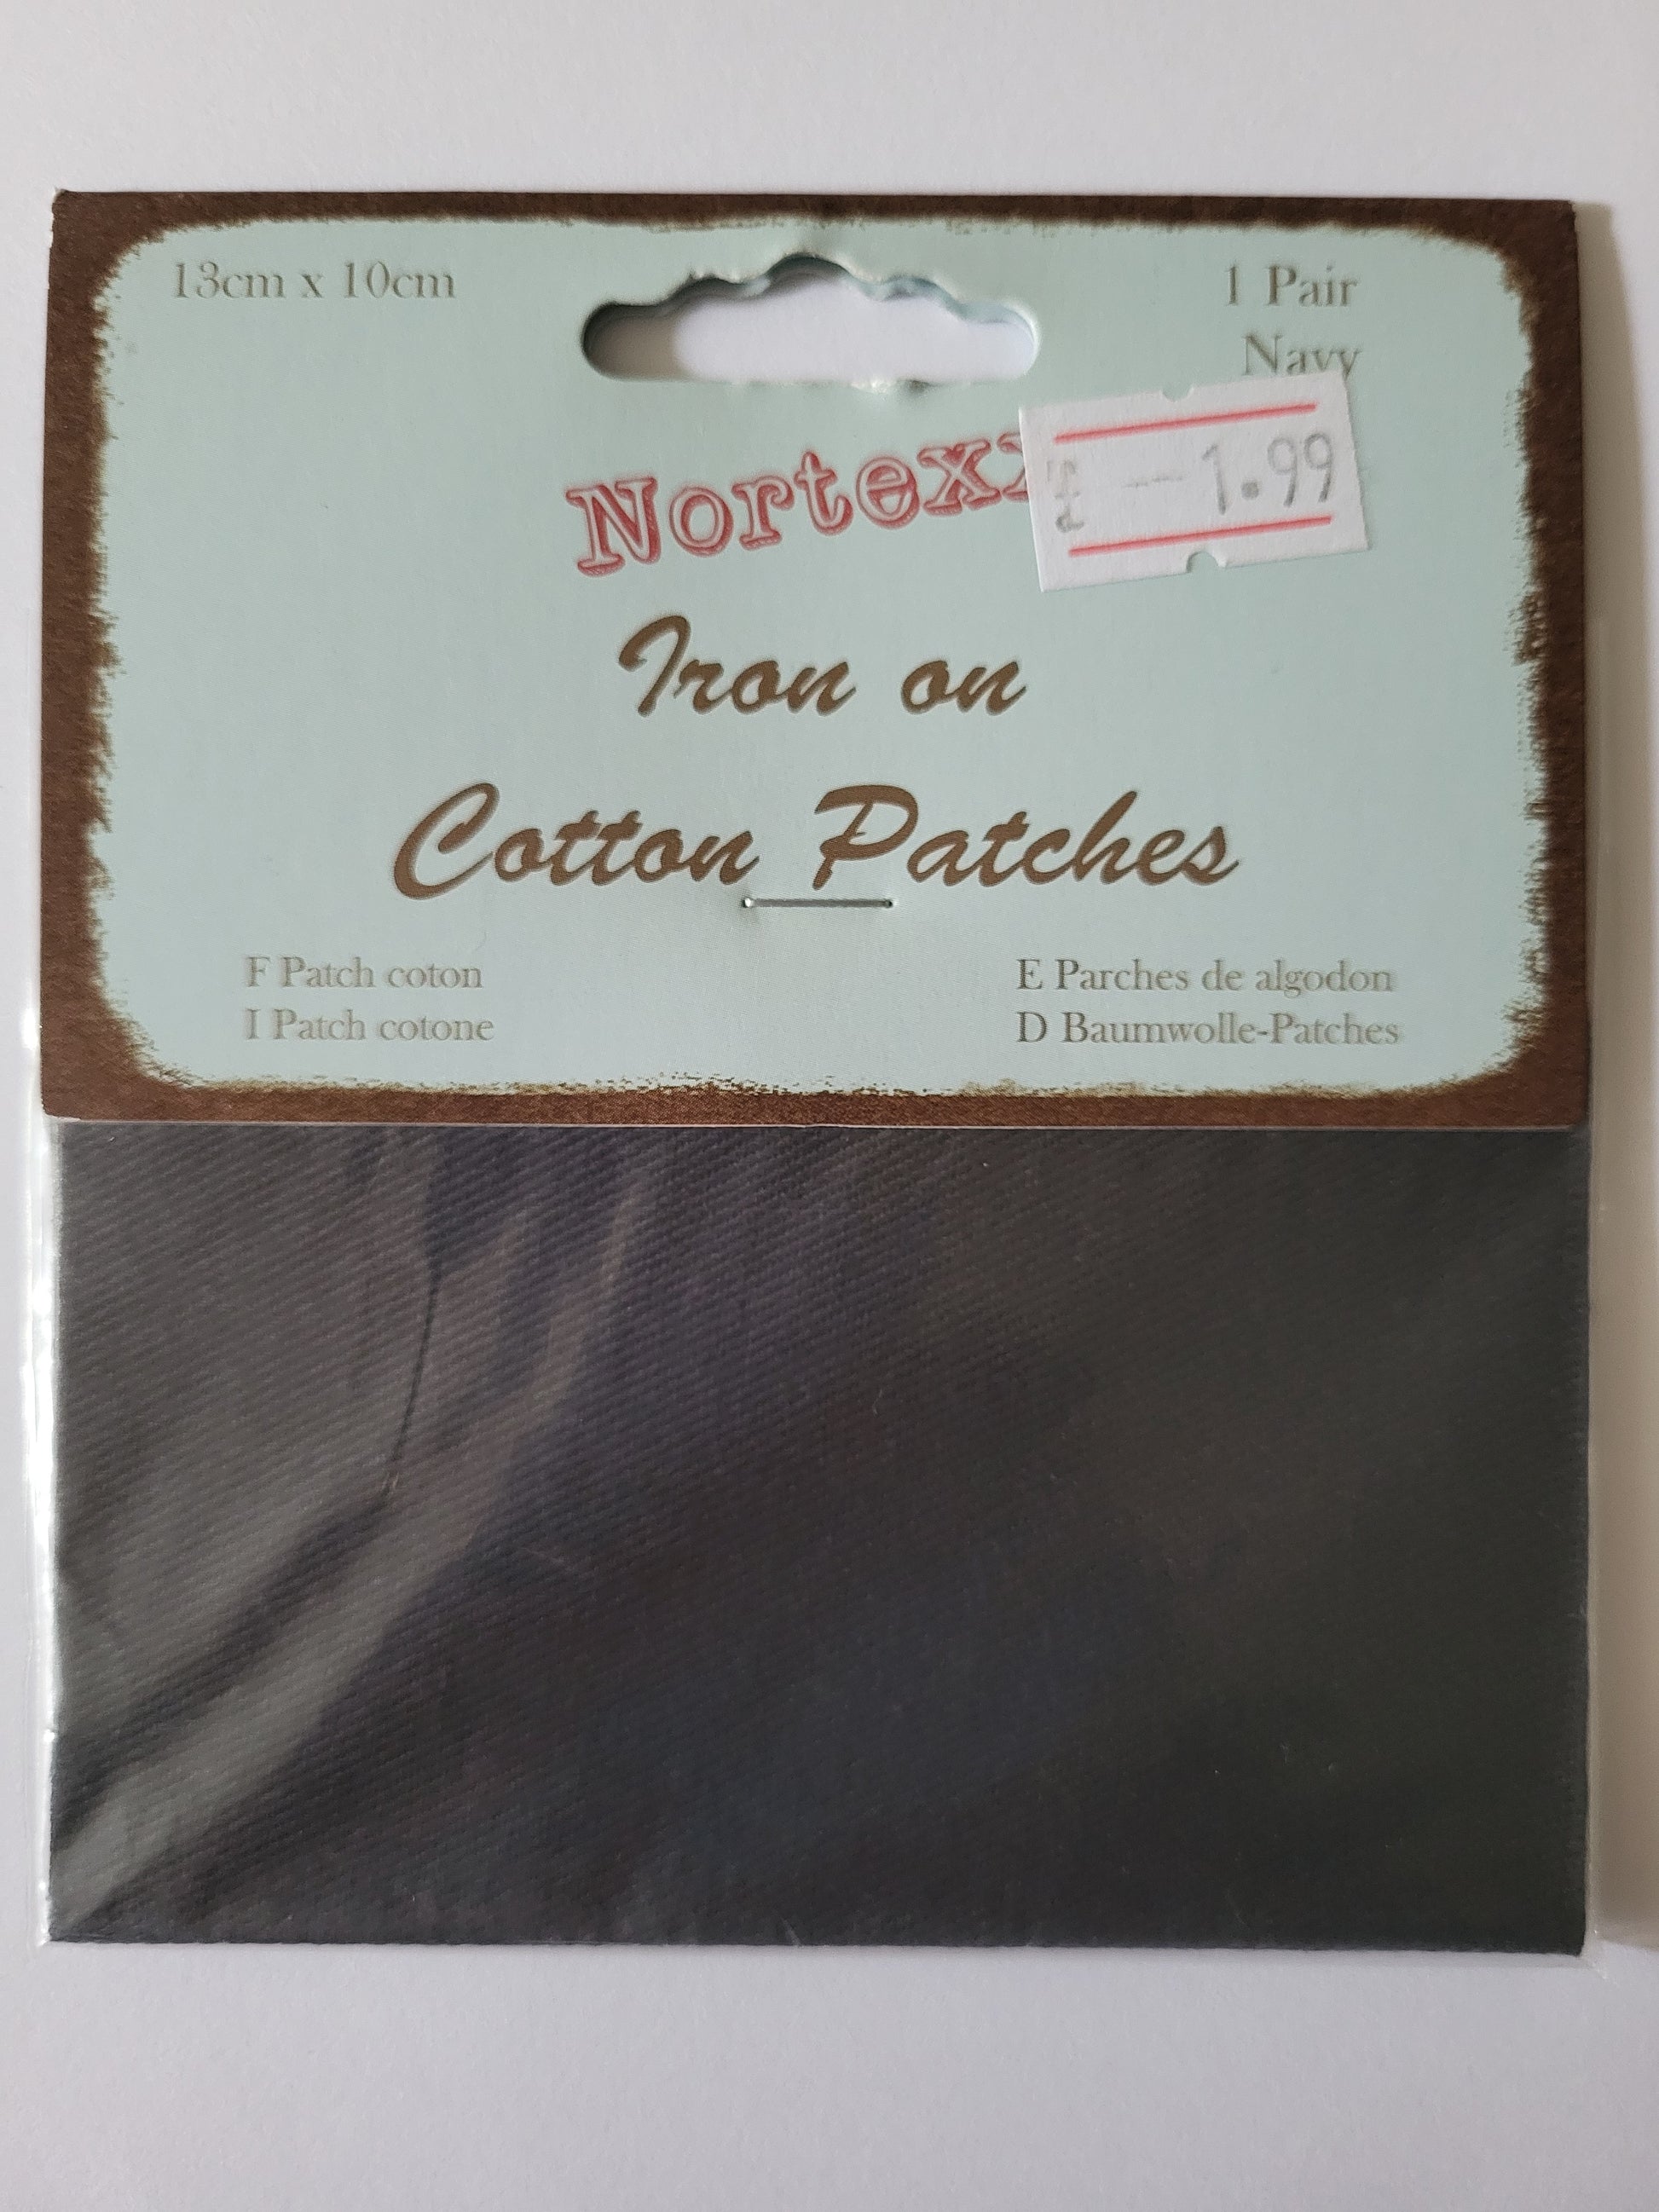 13cm x 10cm
1 Pair
Navy
£ 1.99
Iron on
Cotton Patches
F Patch coton
I Patch cotone
E Parches de algodon
D Baumwolle-Patches